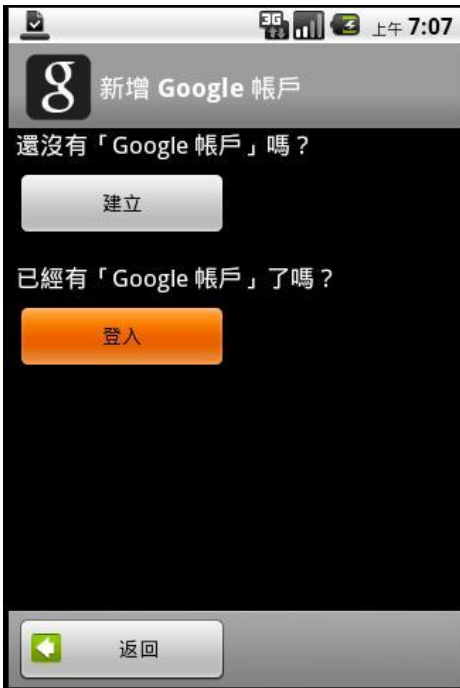 3G 上午 7:07
g 新增 Google 帳戶
還沒有「Google 帳戶」嗎？
建立
已經有「Google 帳戶」了嗎？
登入
返回